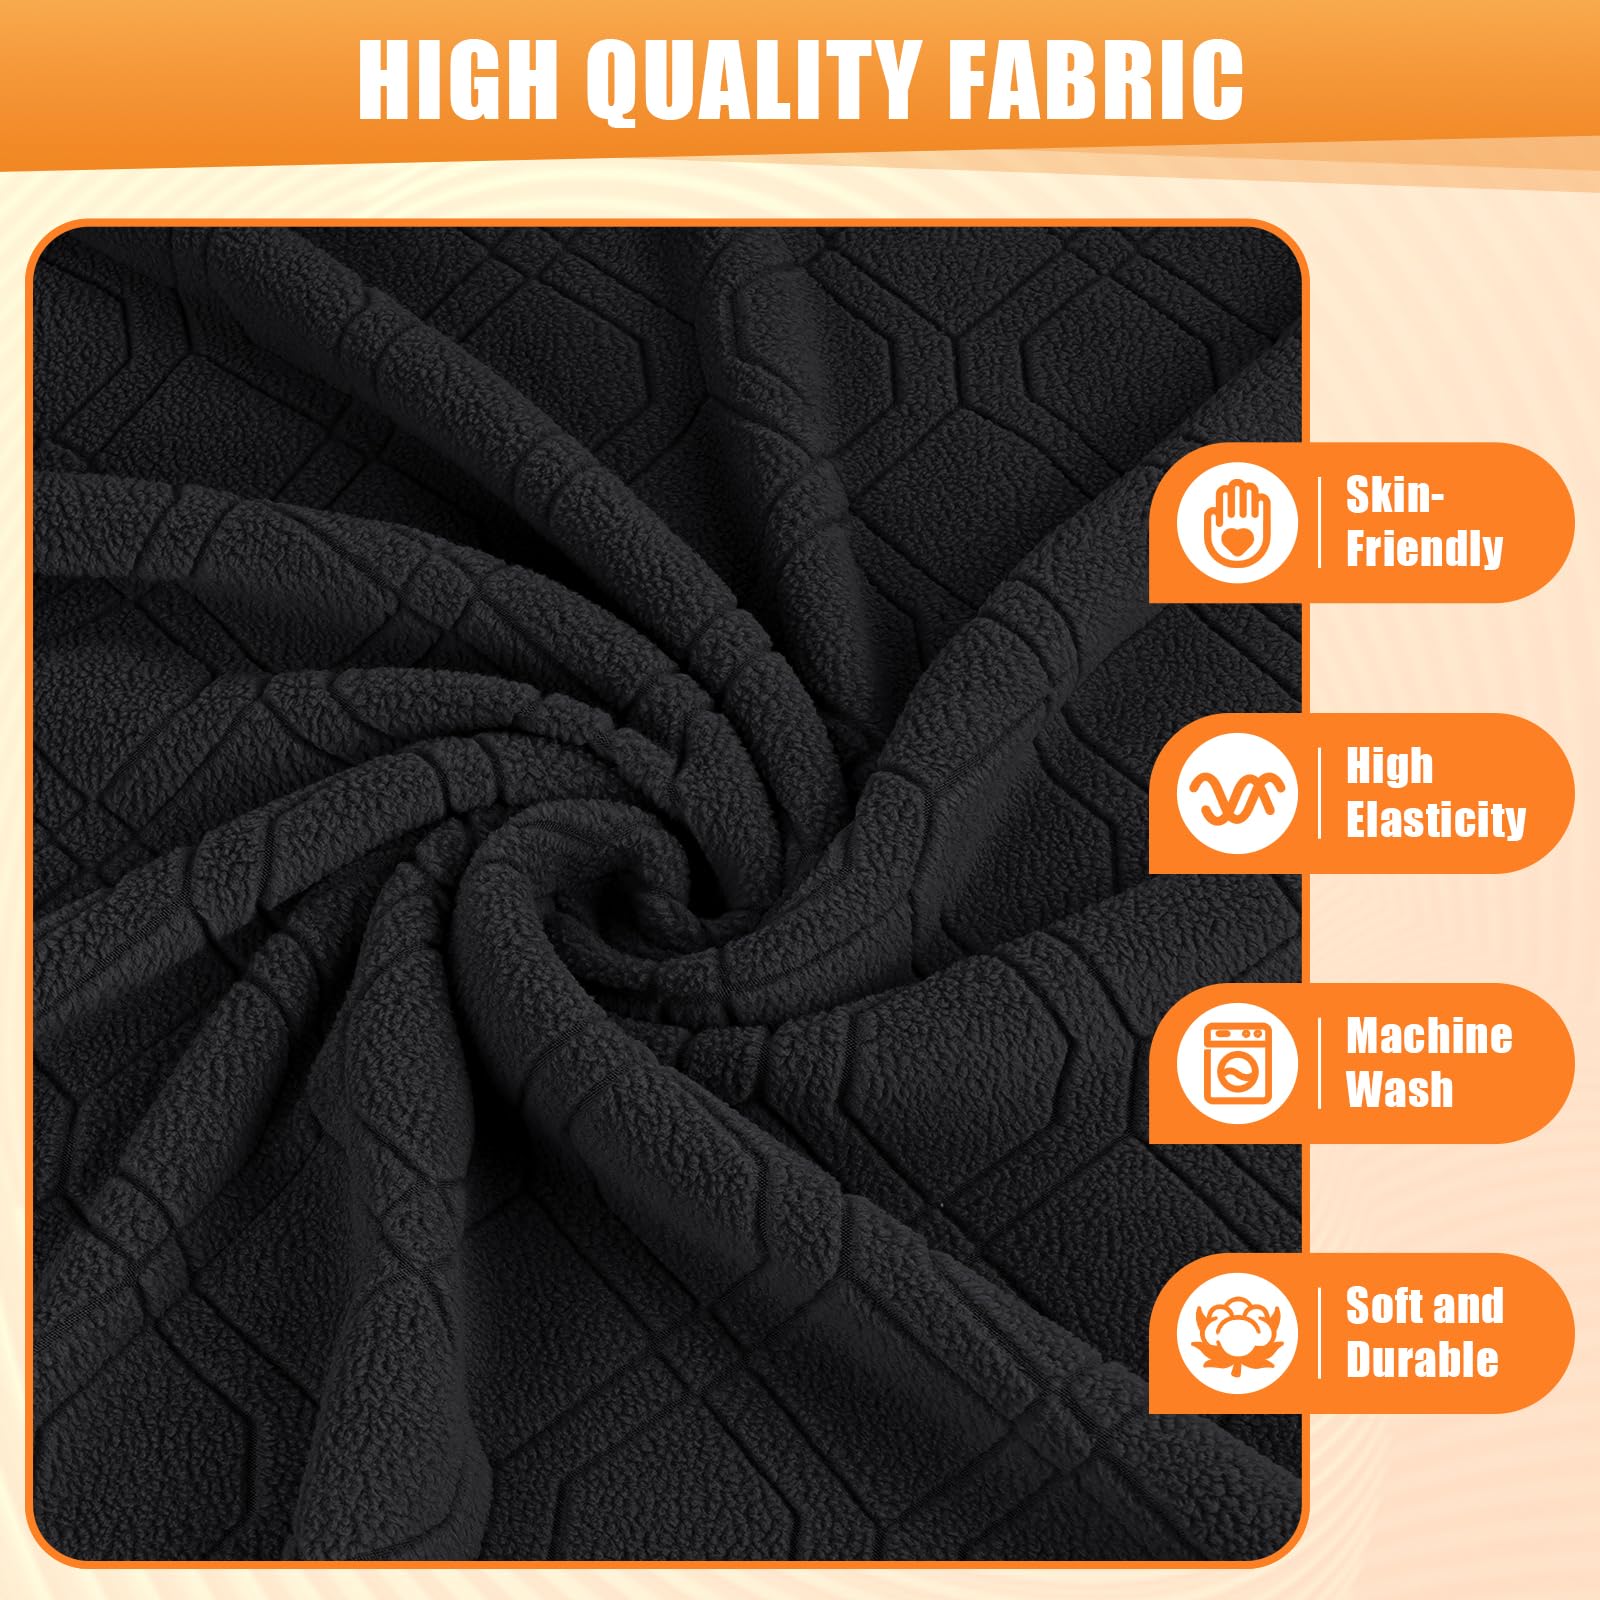 HIGH QUALITY FABRIC
Skin-
Friendly
High
Elasticity
Machine
Wash
Soft and
Durable